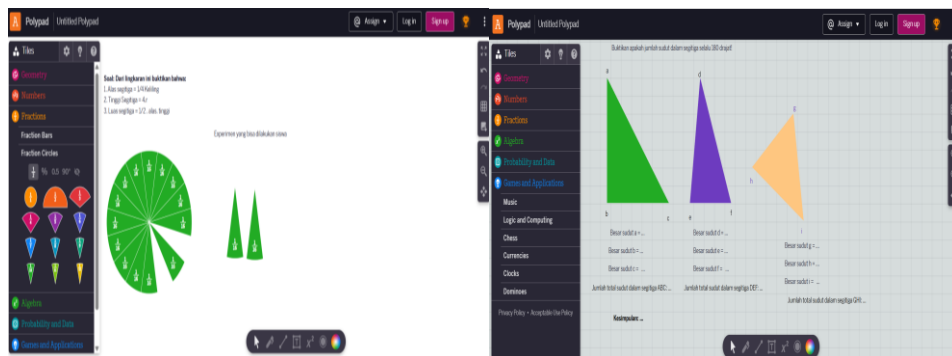 Polypad Untitled Polypad
Assign Log in Sign up
Tiles
Geometry
Numbers
Fractions
Fraction Bars
Fraction Circles
% 0.5 90°
Algebra
Probability and Data
Games and Applications
Soal: Dari lingkaran ini buktikan bahwa:
1. Alas segitiga = 1/4 Keliling
2. Tinggi Segitiga = 4.r
3. Luas segitiga = 1/2 . alas. tinggi
Experimen yang bisa dilakukan siswa
Polypad Untitled Polypad
Assign Log in Sign up
Tiles
Geometry
Numbers
Fractions
Algebra
Probability and Data
Games and Applications
Music
Logic and Computing
Chess
Currencies
Clocks
Dominoes
Privacy Policy • Acceptable Use Policy
Buktikan apakah jumlah sudut dalam segitiga selalu 180 drajat!
a
b
c
d
e
f
g
h
i
Besar sudut a = ...
Besar sudut b = ...
Besar sudut c = ...
Jumlah total sudut dalam segitiga ABC: ...
Besar sudut d = ...
Besar sudut e = ...
Besar sudut f = ...
Jumlah total sudut dalam segitiga DEF: ...
Besar sudut g = ...
Besar sudut h = ...
Besar sudut i = ...
Jumlah total sudut dalam segitiga GHI: ...
Kesimpulan: ...